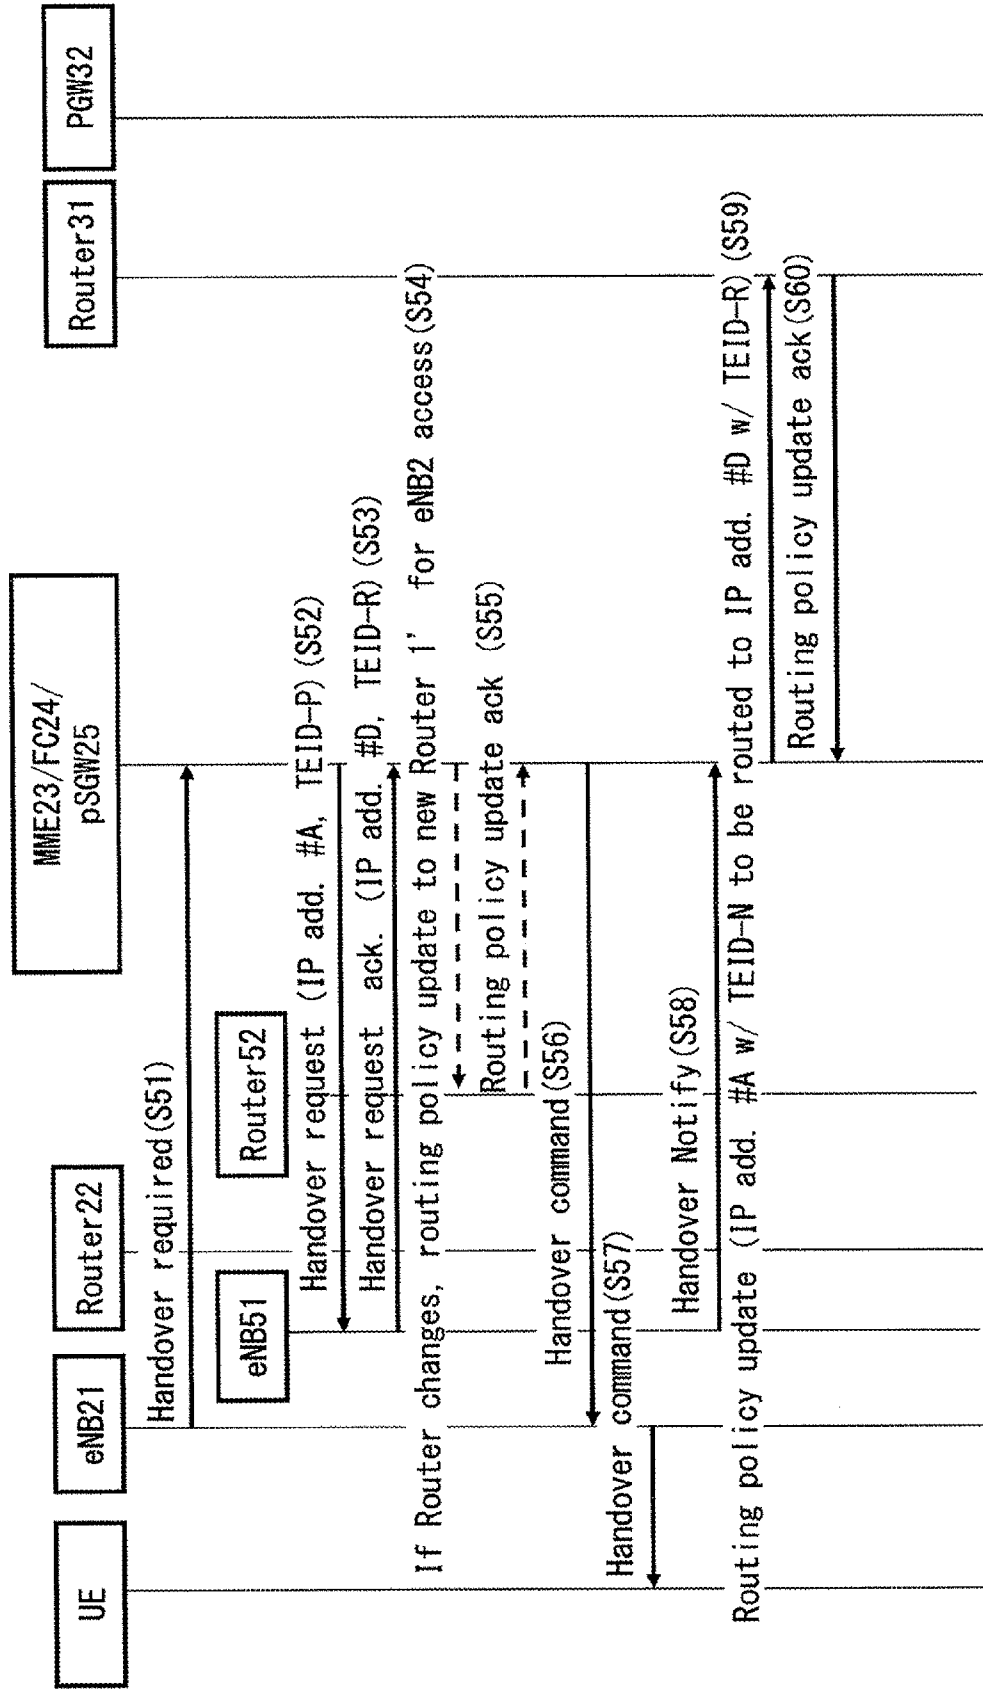 UE
eNB21
Router22
MME23/FC24/
pSGW25
Router31
PGW32
Handover required(S51)
eNB51
Router52
Handover request (IP add. #A, TEID-P)(S52)
Handover request ack. (IP add. #D, TEID-R)(S53)
If Router changes, routing policy update to new Router 1' for eNB2 access(S54)
Routing policy update ack (S55)
Handover command(S56)
Handover command(S57)
Handover Notify(S58)
Routing policy update (IP add. #A w/ TEID-N to be routed to IP add. #D w/ TEID-R)(S59)
Routing policy update ack(S60)